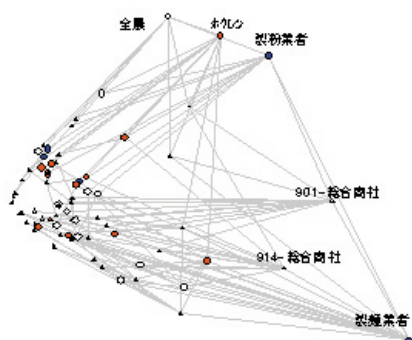 全農
ホクレン
製粉業者
901-総合商社
914-総合商社
製糖業者